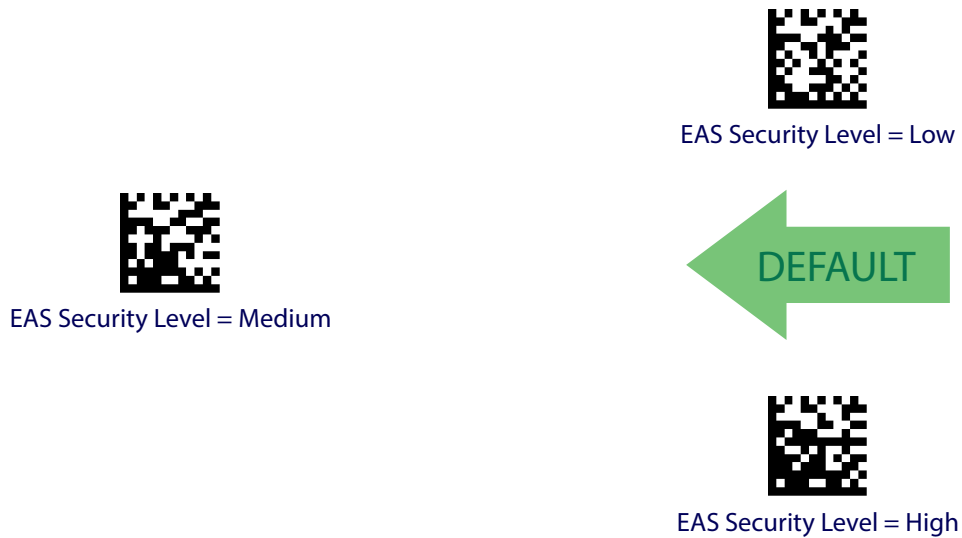 EAS Security Level = Low
DEFAULT
EAS Security Level = Medium
EAS Security Level = High